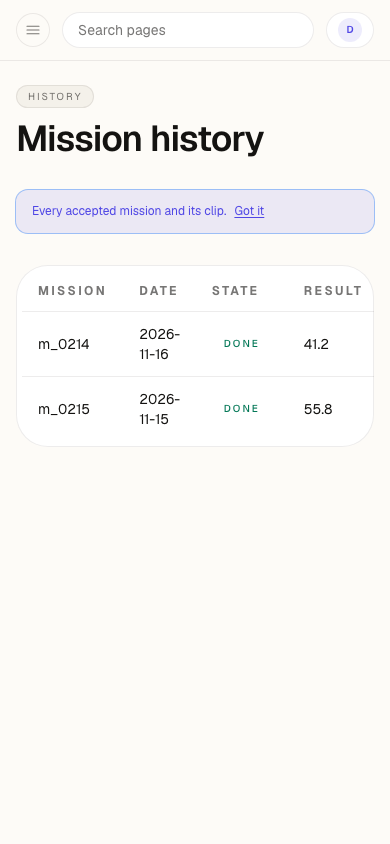 Search pages
D
HISTORY
Mission history
Every accepted mission and its clip. Got it
MISSION DATE STATE RESULT
m_0214 2026-11-16 DONE 41.2
m_0215 2026-11-15 DONE 55.8